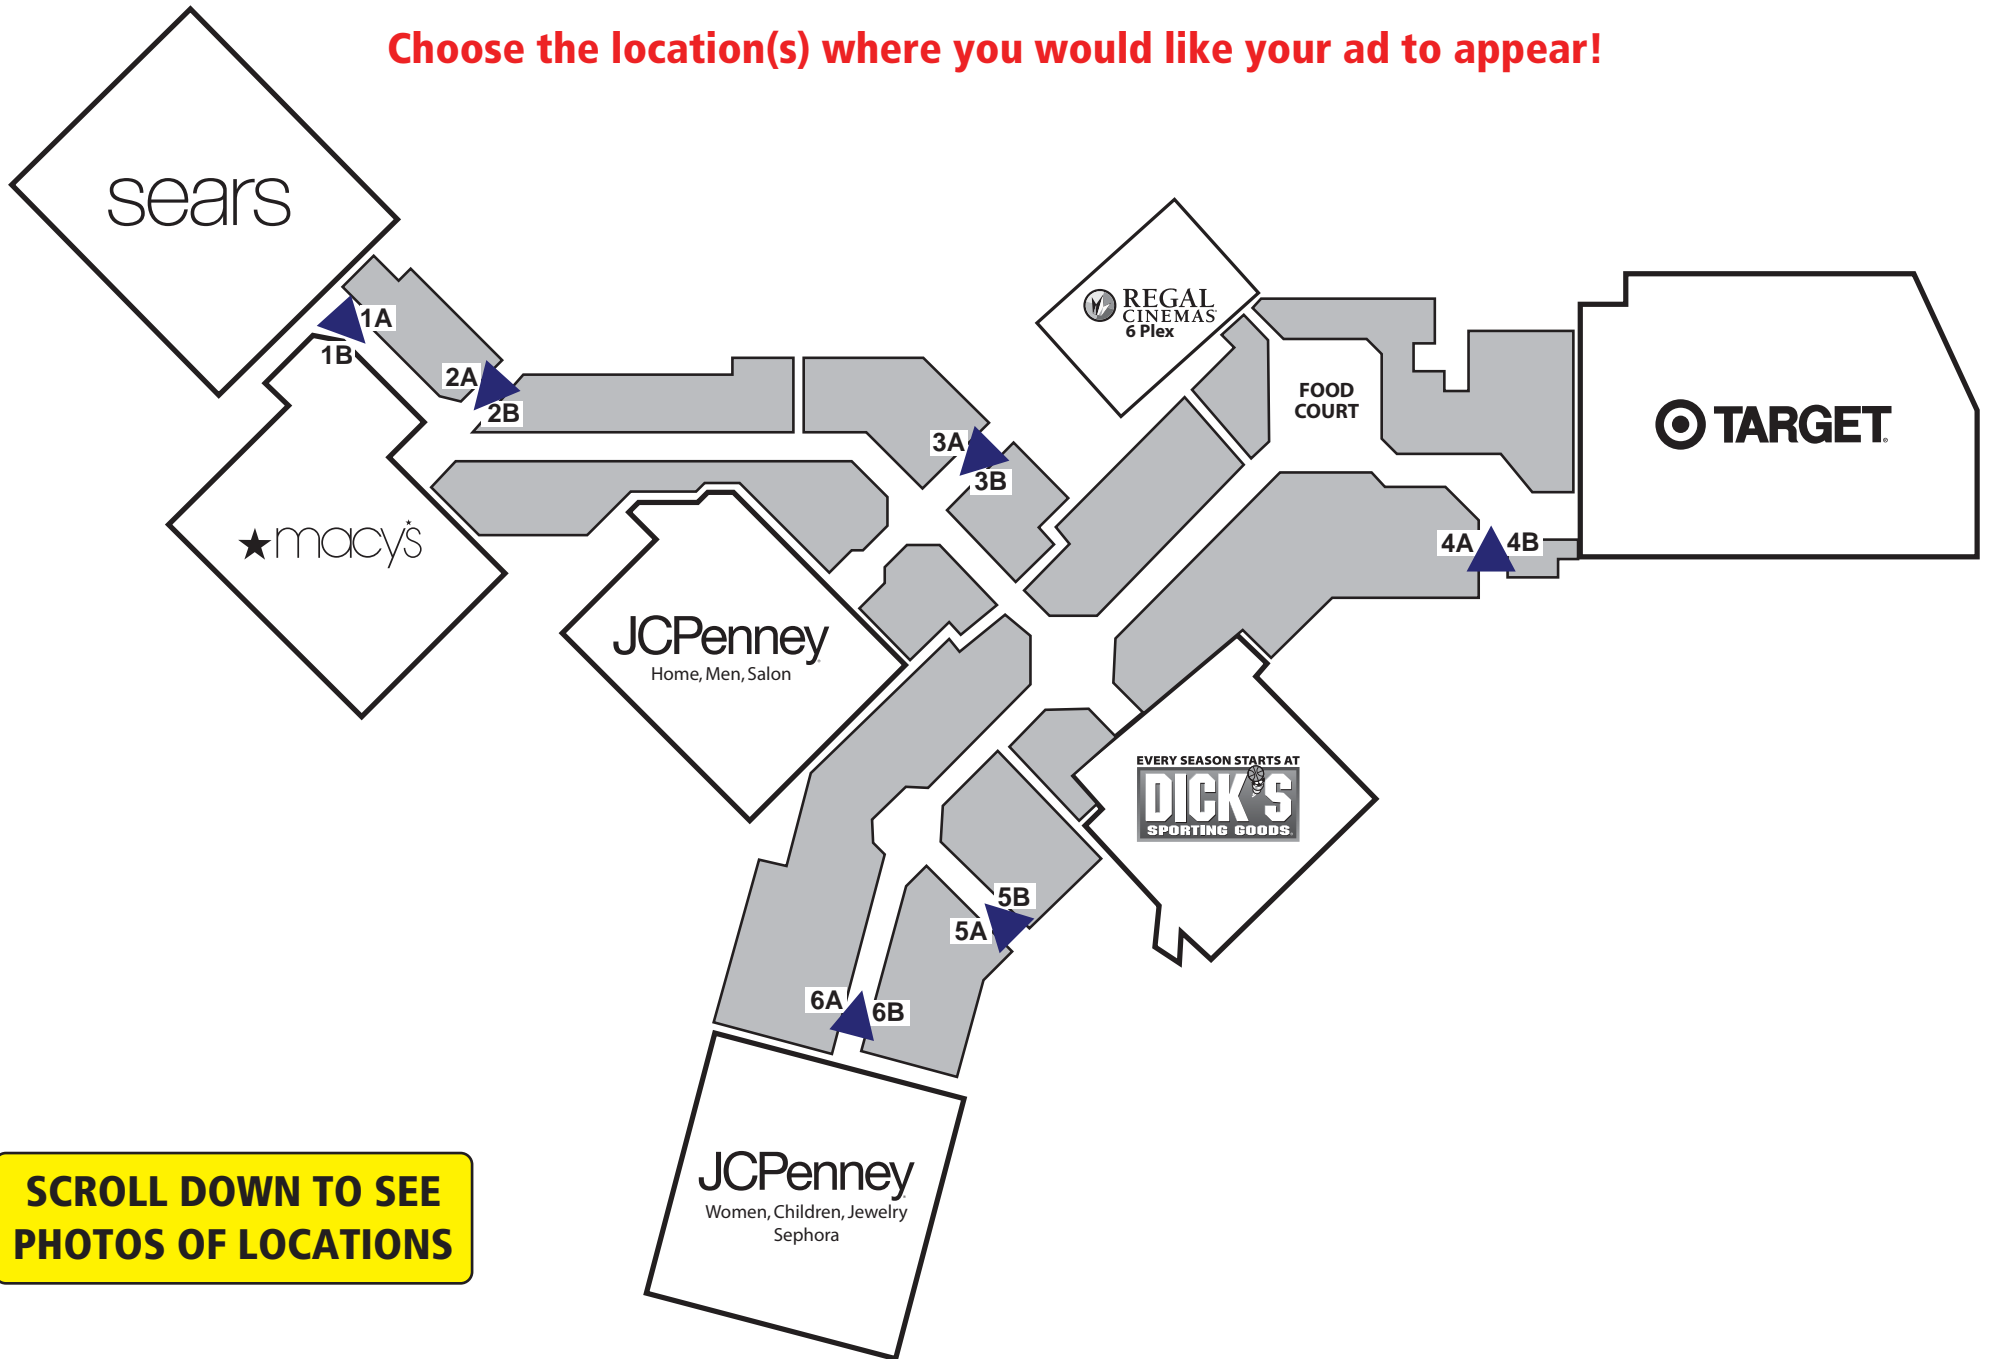 Choose the location(s) where you would like your ad to appear!
sears
1A
1B
2A
2B
3A
3B
REGAL
CINEMAS
6 Plex
FOOD
COURT
TARGET
4A
4B
macy's
JCPenney
Home, Men, Salon
EVERY SEASON STARTS AT
DICK'S
SPORTING GOODS
5B
5A
6A
6B
JCPenney
Women, Children, Jewelry
Sephora
SCROLL DOWN TO SEE
PHOTOS OF LOCATIONS